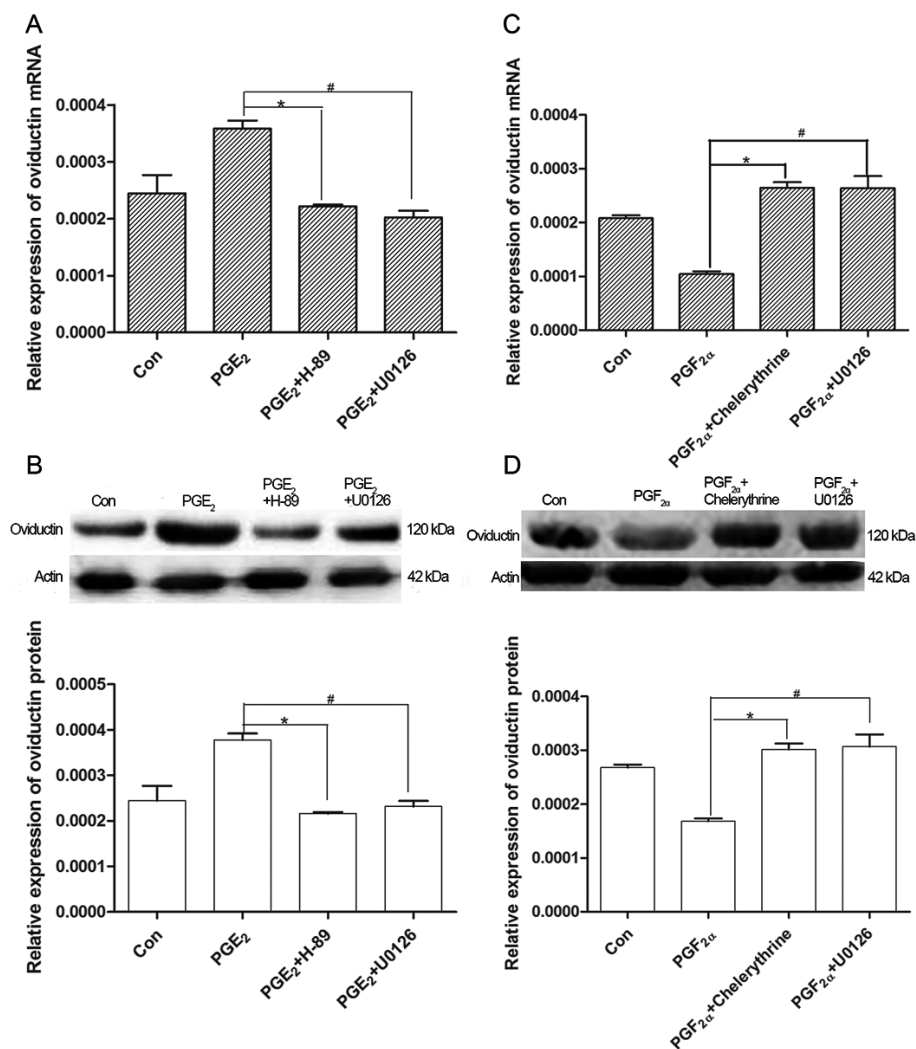 A
Relative expression of oviductin mRNA
0.0004
0.0003
0.0002
0.0001
0.0000
#
*
Con
PGE₂
PGE₂+H-89
PGE₂+U0126
C
Relative expression of oviductin mRNA
0.0004
0.0003
0.0002
0.0001
0.0000
#
*
Con
PGF₂α
PGF₂α+Chelerythrine
PGF₂α+U0126
B
Con
PGE₂
PGE₂
+H-89
PGE₂
+U0126
Oviductin
120 kDa
Actin
42 kDa
Relative expression of oviductin protein
0.0005
0.0004
0.0003
0.0002
0.0001
0.0000
#
*
Con
PGE₂
PGE₂+H-89
PGE₂+U0126
D
Con
PGF₂α
PGF₂α+
Chelerythrine
PGF₂α+
U0126
Oviductin
120 kDa
Actin
42 kDa
Relative expression of oviductin protein
0.0004
0.0003
0.0002
0.0001
0.0000
#
*
Con
PGF₂α
PGF₂α+Chelerythrine
PGF₂α+U0126